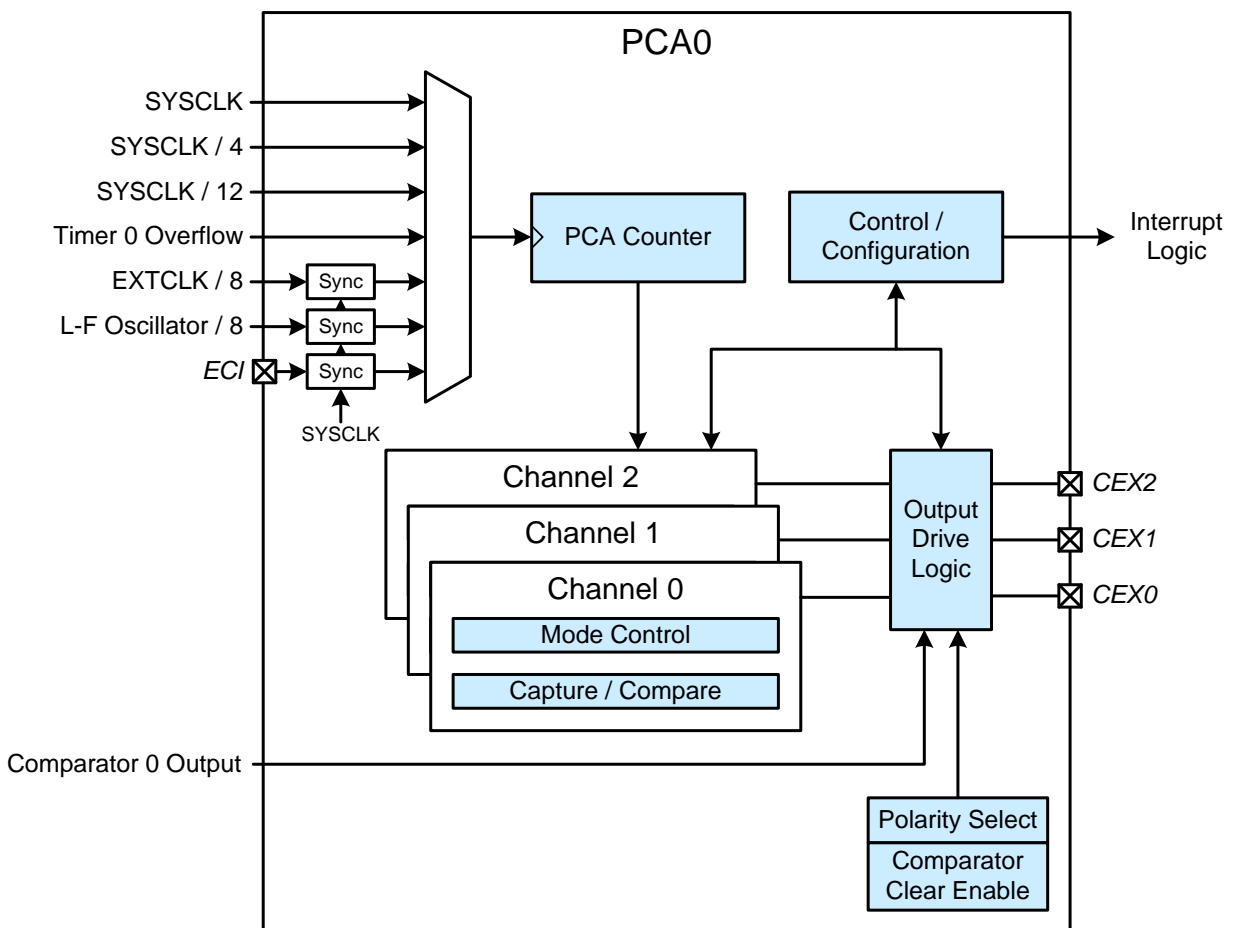 PCA0
SYSCLK
SYSCLK / 4
SYSCLK / 12
Timer 0 Overflow
EXTCLK / 8
L-F Oscillator / 8
ECI
Sync
Sync
Sync
SYSCLK
PCA Counter
Control /
Configuration
Interrupt
Logic
Channel 2
Channel 1
Channel 0
Mode Control
Capture / Compare
Output
Drive
Logic
CEX2
CEX1
CEX0
Comparator 0 Output
Polarity Select
Comparator
Clear Enable